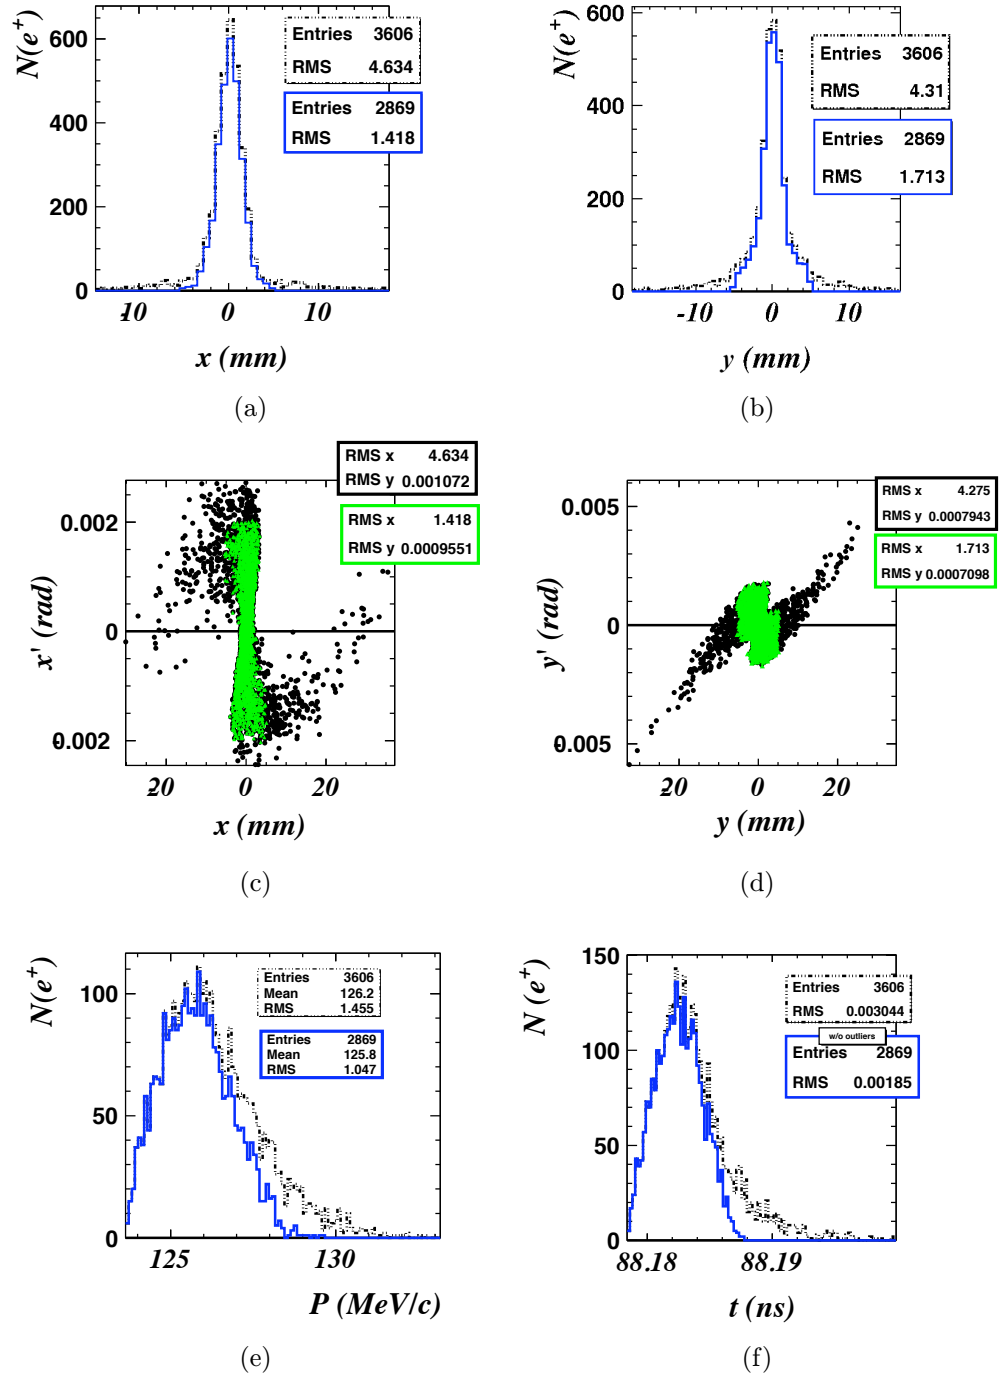 N(e+)
600
400
200
0
Entries 3606
RMS 4.634
Entries 2869
RMS 1.418
-10 0 10
x (mm)
(a)
N(e+)
600
400
200
0
Entries 3606
RMS 4.31
Entries 2869
RMS 1.713
-10 0 10
y (mm)
(b)
RMS x 4.634
RMS y 0.001072
RMS x 1.418
RMS y 0.0009551
x' (rad)
0.002
0
-0.002
-20 0 20
x (mm)
(c)
RMS x 4.275
RMS y 0.0007943
RMS x 1.713
RMS y 0.0007098
y' (rad)
0.005
0
-0.005
-20 0 20
y (mm)
(d)
N(e+)
100
50
0
Entries 3606
Mean 126.2
RMS 1.455
Entries 2869
Mean 125.8
RMS 1.047
125 130
P (MeV/c)
(e)
N(e+)
150
100
50
0
Entries 3606
RMS 0.003044
w/o outliers
Entries 2869
RMS 0.00185
88.18 88.19
t (ns)
(f)